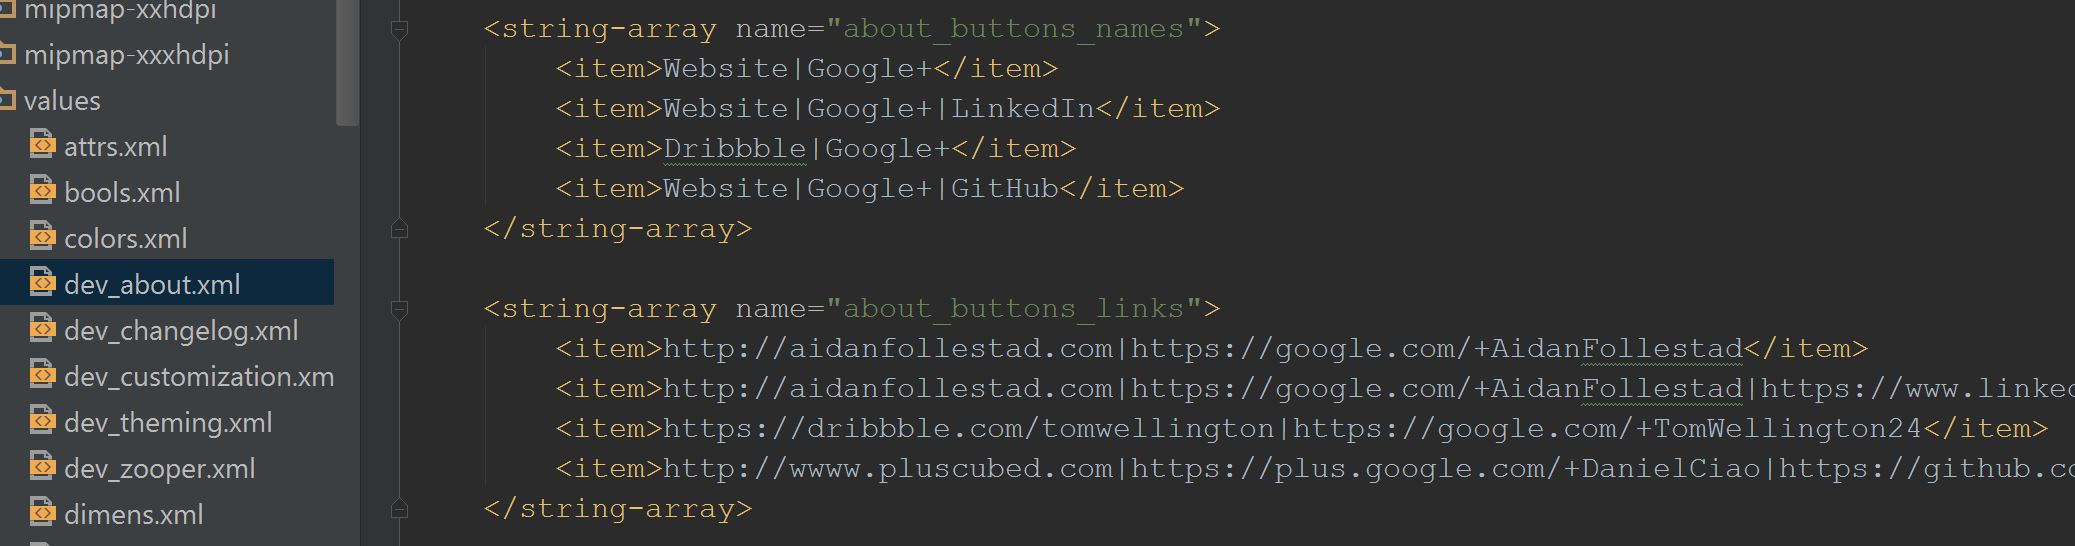 mipmap-xxhdpi
mipmap-xxxhdpi
values
attrs.xml
bools.xml
colors.xml
dev_about.xml
dev_changelog.xml
dev_customization.xm
dev_theming.xml
dev_zooper.xml
dimens.xml
<string-array name="about_buttons_names">
<item>Website|Google+</item>
<item>Website|Google+|LinkedIn</item>
<item>Dribbble|Google+</item>
<item>Website|Google+|GitHub</item>
</string-array>
<string-array name="about_buttons_links">
<item>http://aidanfollestad.com|https://google.com/+AidanFollestad</item>
<item>http://aidanfollestad.com|https://google.com/+AidanFollestad|https://www.linked
<item>https://dribbble.com/tomwellington|https://google.com/+TomWellington24</item>
<item>http://wwww.pluscubed.com|https://plus.google.com/+DanielCiao|https://github.co
</string-array>